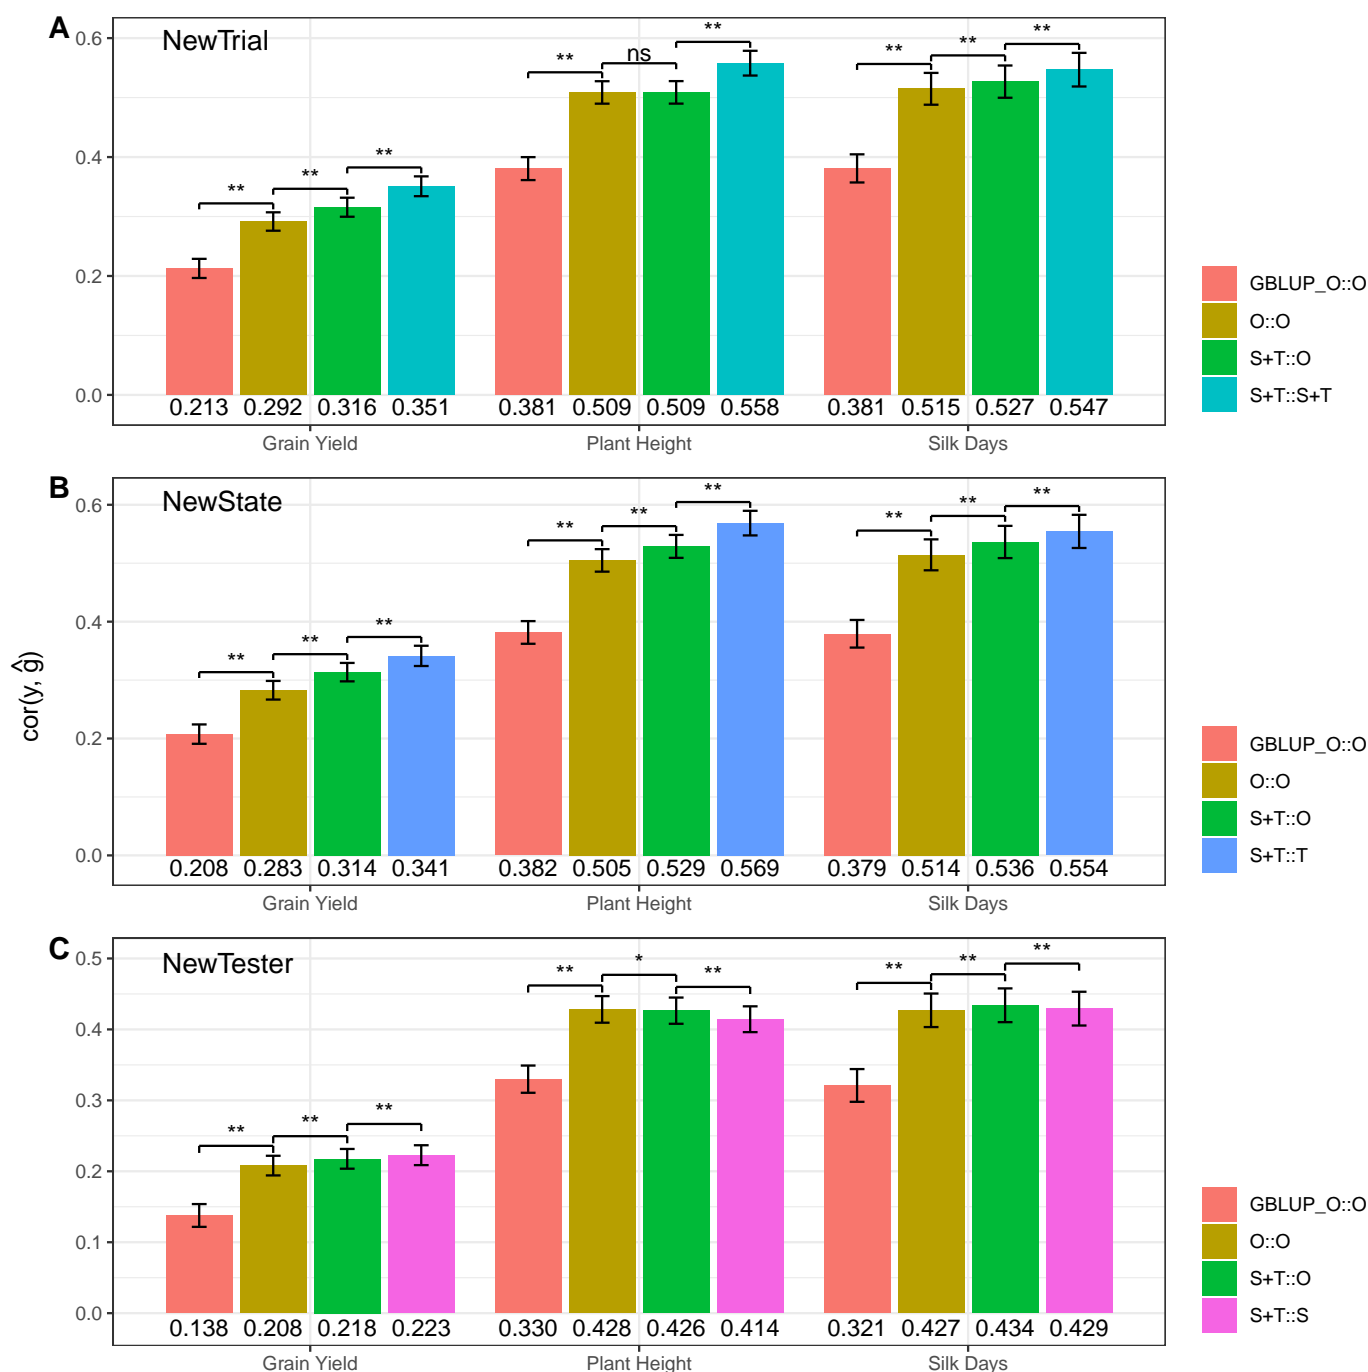 A
NewTrial
0.6
0.4
0.2
0.0
** ** **
** ns **
** ** **
0.213 0.292 0.316 0.351 0.381 0.509 0.509 0.558 0.381 0.515 0.527 0.547
Grain Yield Plant Height Silk Days
GBLUP_O::O
O::O
S+T::O
S+T::S+T
B
NewState
0.6
0.4
0.2
0.0
** ** **
** ** **
** ** **
0.208 0.283 0.314 0.341 0.382 0.505 0.529 0.569 0.379 0.514 0.536 0.554
Grain Yield Plant Height Silk Days
GBLUP_O::O
O::O
S+T::O
S+T::T
cor(y, ĝ)
C
NewTester
0.5
0.4
0.3
0.2
0.1
0.0
** ** **
** * **
** ** **
0.138 0.208 0.218 0.223 0.330 0.428 0.426 0.414 0.321 0.427 0.434 0.429
Grain Yield Plant Height Silk Days
GBLUP_O::O
O::O
S+T::O
S+T::S